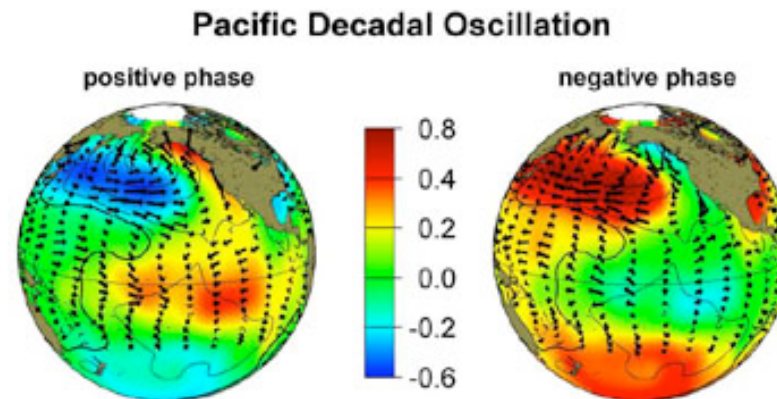 Pacific Decadal Oscillation
positive phase
negative phase
0.8
0.4
0.2
0.0
-0.2
-0.6